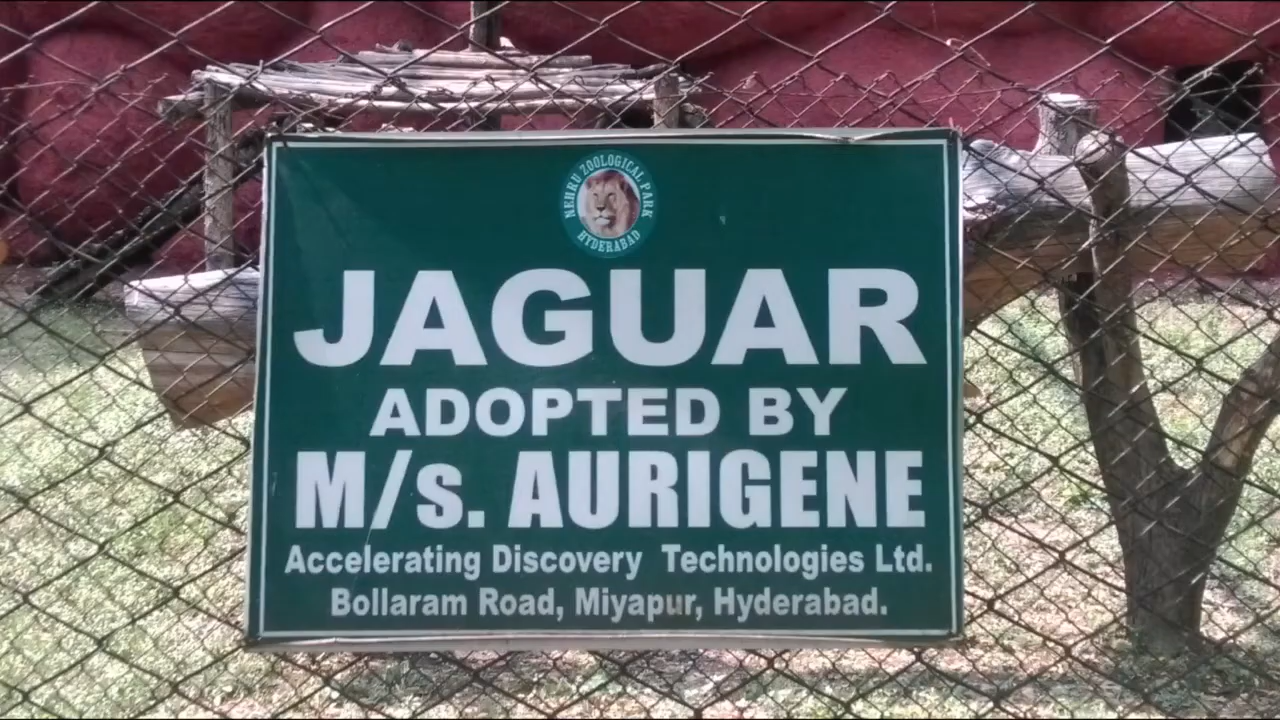 NEHRU ZOOLOGICAL PARK
HYDERABAD
JAGUAR
ADOPTED BY
M/s. AURIGENE
Accelerating Discovery Technologies Ltd.
Bollaram Road, Miyapur, Hyderabad.